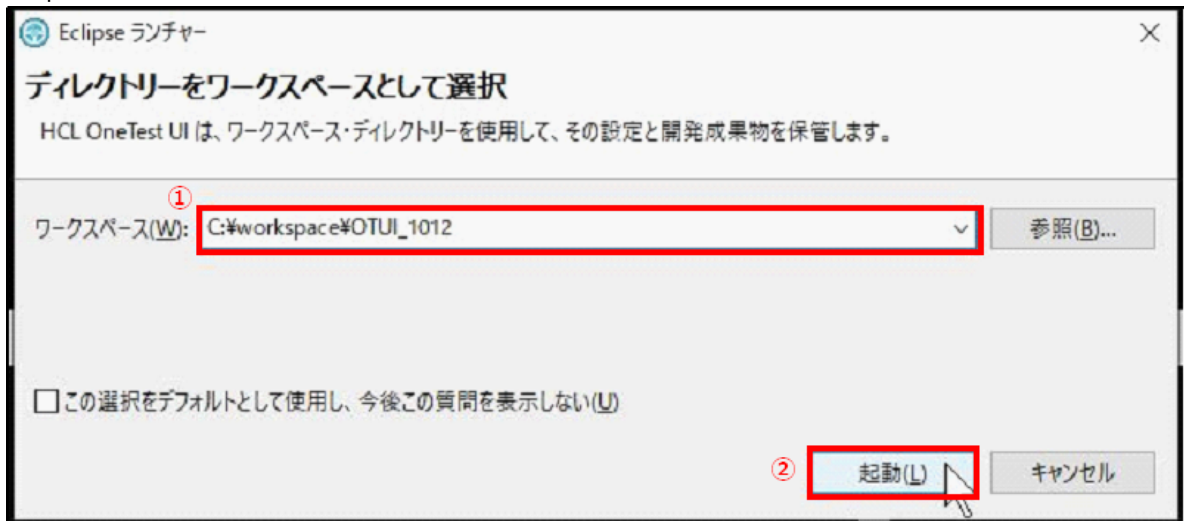 Eclipse ランチャー
ディレクトリーをワークスペースとして選択
HCL OneTest UI は、ワークスペース・ディレクトリーを使用して、その設定と開発成果物を保管します。
①
ワークスペース(W): C:¥workspace¥OTUI_1012 参照(B)...
この選択をデフォルトとして使用し、今後この質問を表示しない(U)
② 起動(L) キャンセル